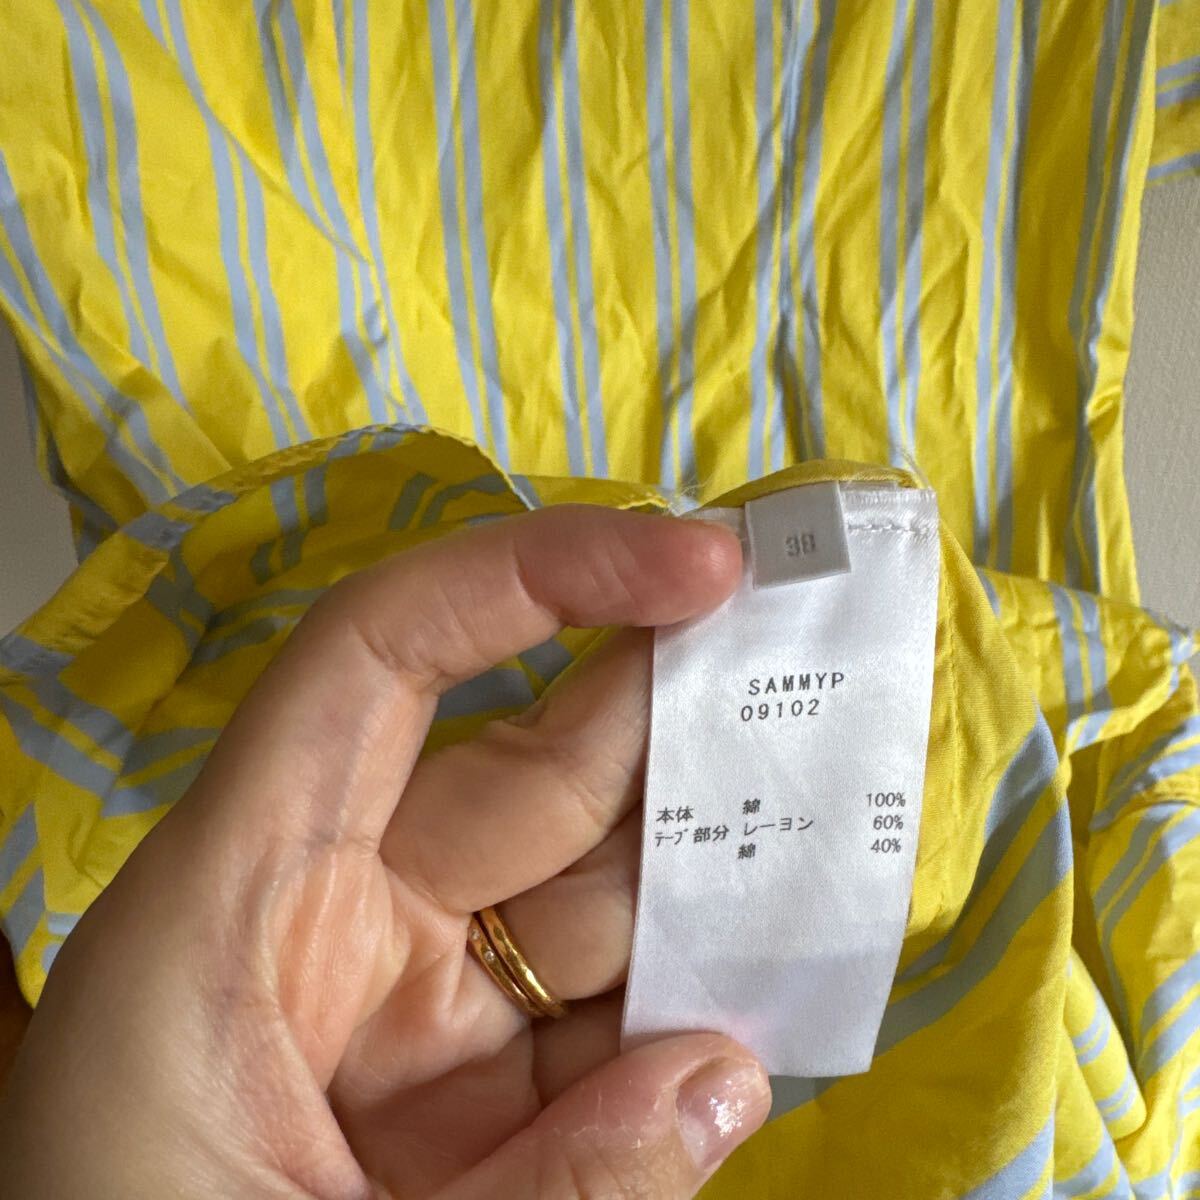 38
SAMMYP
09102
本体 綿 100%
テープ部分 レーヨン 60%
綿 40%